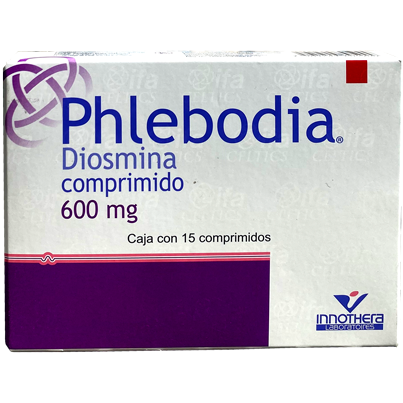 Phlebodia®
Diosmina
comprimido
600 mg
Caja con 15 comprimidos
INNOTHERA
LABORATOIRES